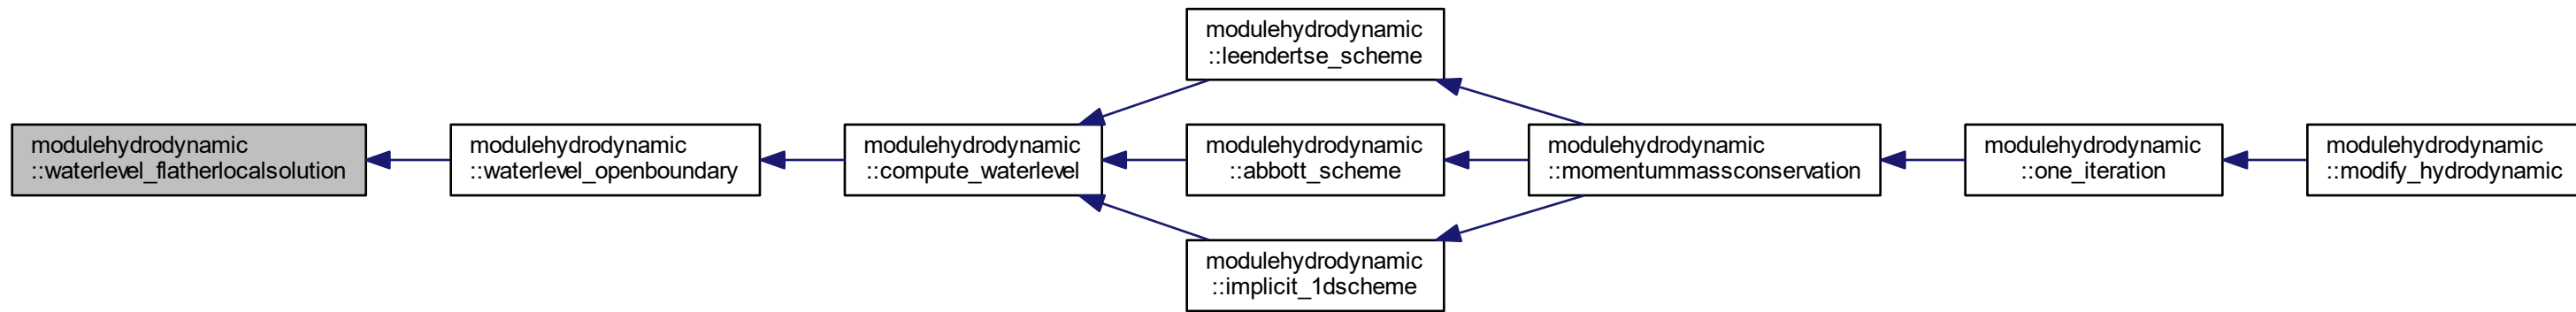 modulehydrodynamic
::waterlevel_flatherlocalsolution
modulehydrodynamic
::waterlevel_openboundary
modulehydrodynamic
::compute_waterlevel
modulehydrodynamic
::leendertse_scheme
modulehydrodynamic
::abbott_scheme
modulehydrodynamic
::implicit_1dscheme
modulehydrodynamic
::momentummassconservation
modulehydrodynamic
::one_iteration
modulehydrodynamic
::modify_hydrodynamic